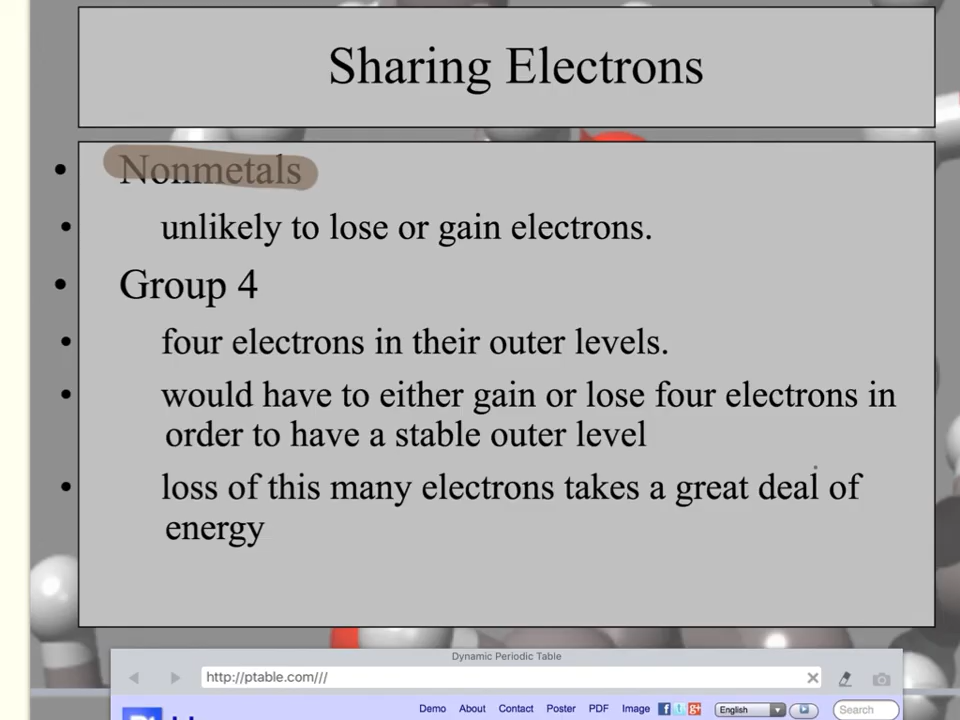 Sharing Electrons
• Nonmetals
• unlikely to lose or gain electrons.
• Group 4
• four electrons in their outer levels.
• would have to either gain or lose four electrons in
order to have a stable outer level
• loss of this many electrons takes a great deal of
energy
Dynamic Periodic Table
http://ptable.com///
Demo About Contact Poster PDF Image English Search